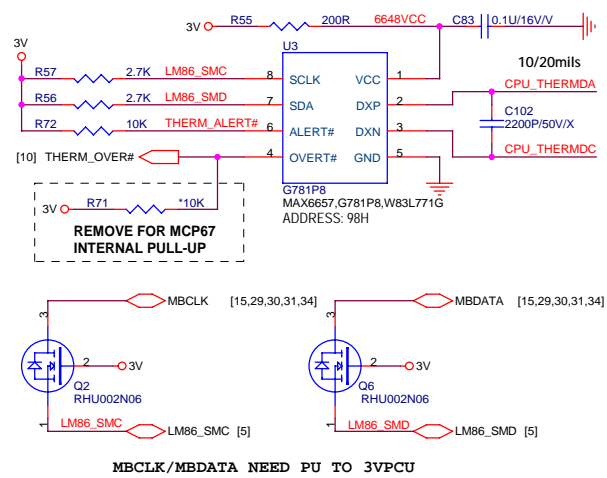 3V R55 200R 6648VCC C83 0.1U/16V/V
3V U3
R57 2.7K LM86_SMC 8 SCLK VCC 1 10/20mils
R56 2.7K LM86_SMD 7 SDA DXP 2 CPU_THERMDA
R72 10K THERM_ALERT# 6 ALERT# DXN 3 C102
2200P/50V/X
[10] THERM_OVER# 4 OVERT# GND 5 CPU_THERMDC
G781P8
MAX6657,G781P8,W83L771G
ADDRESS: 98H
3V R71 *10K
REMOVE FOR MCP67
INTERNAL PULL-UP
MBCLK [15,29,30,31,34]
3
2 3V
Q2
RHU002N06
1
LM86_SMC LM86_SMC [5]
MBDATA [15,29,30,31,34]
3
2 3V
Q6
RHU002N06
1
LM86_SMD LM86_SMD [5]
MBCLK/MBDATA NEED PU TO 3VPCU